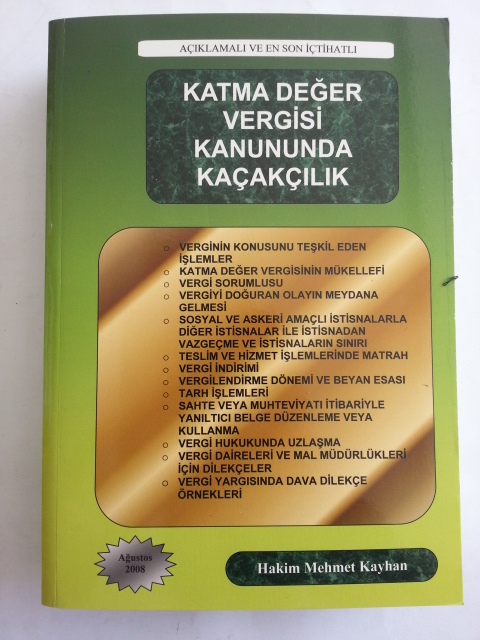 AÇIKLAMALI VE EN SON İÇTİHATLI
KATMA DEĞER
VERGİSİ
KANUNUNDA
KAÇAKÇILIK
○ VERGİNİN KONUSUNU TEŞKİL EDEN
İŞLEMLER
○ KATMA DEĞER VERGİSİNİN MÜKELLEFİ
○ VERGİ SORUMLUSU
○ VERGİYİ DOĞURAN OLAYIN MEYDANA
GELMESİ
○ SOSYAL VE ASKERİ AMAÇLI İSTİSNALARLA
DİĞER İSTİSNALAR İLE İSTİSNADAN
VAZGEÇME VE İSTİSNALARIN SINIRI
○ TESLİM VE HİZMET İŞLEMLERİNDE MATRAH
○ VERGİ İNDİRİMİ
○ VERGİLENDİRME DÖNEMİ VE BEYAN ESASI
○ TARH İŞLEMLERİ
○ SAHTE VEYA MUHTEVİYATI İTİBARİYLE
YANILTICI BELGE DÜZENLEME VEYA
KULLANMA
○ VERGİ HUKUKUNDA UZLAŞMA
○ VERGİ DAİRELERİ VE MAL MÜDÜRLÜKLERİ
İÇİN DİLEKÇELER
○ VERGİ YARGISINDA DAVA DİLEKÇE
ÖRNEKLERİ
Ağustos
2008
Hakim Mehmet Kayhan